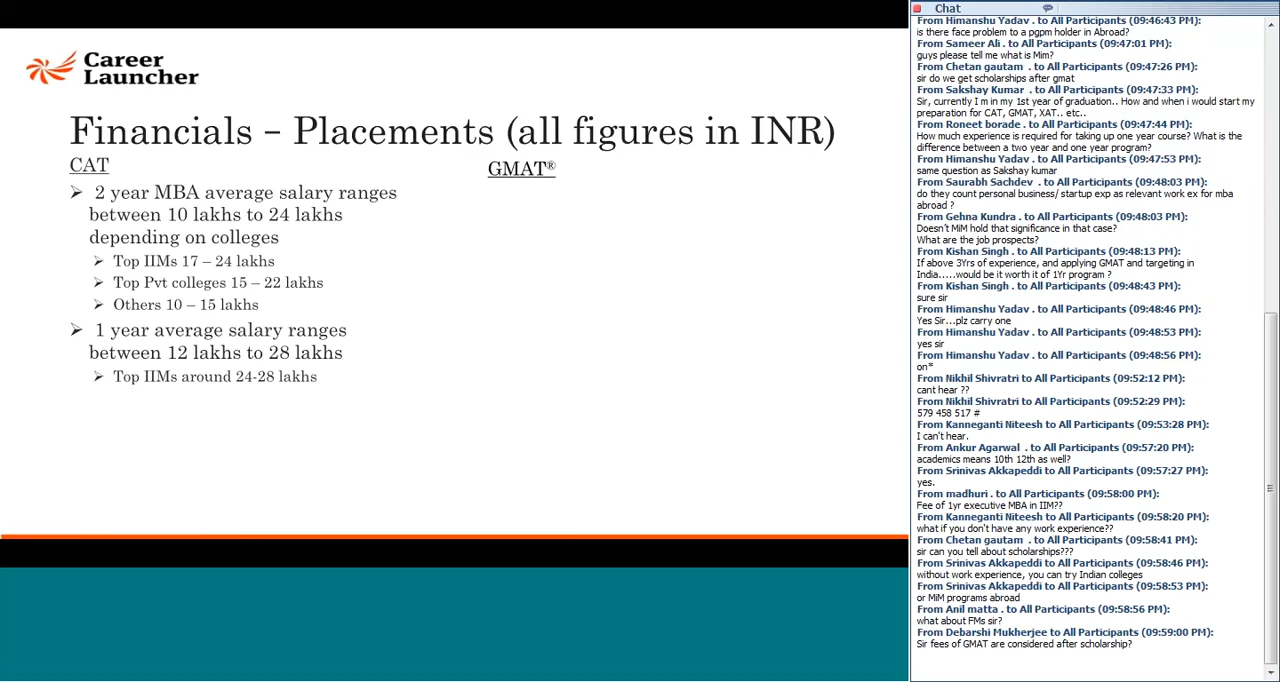 Career
Launcher
Financials – Placements (all figures in INR)
CAT
➢ 2 year MBA average salary ranges
between 10 lakhs to 24 lakhs
depending on colleges
➢ Top IIMs 17 – 24 lakhs
➢ Top Pvt colleges 15 – 22 lakhs
➢ Others 10 – 15 lakhs
➢ 1 year average salary ranges
between 12 lakhs to 28 lakhs
➢ Top IIMs around 24-28 lakhs
GMAT®
Chat
From Himanshu Yadav . to All Participants (09:46:43 PM):
is there face problem to a pgpm holder in Abroad?
From Sameer Ali . to All Participants (09:47:01 PM):
guys please tell me what is Mim?
From Chetan gautam . to All Participants (09:47:26 PM):
sir do we get scholarships after gmat
From Sakshay Kumar . to All Participants (09:47:33 PM):
Sir, currently I m in my 1st year of graduation.. How and when i would start my
preparation for CAT, GMAT, XAT.. etc..
From Roneet borade . to All Participants (09:47:44 PM):
How much experience is required for taking up one year course? What is the
difference between a two year and one year program?
From Himanshu Yadav . to All Participants (09:47:53 PM):
same question as Sakshay kumar
From Saurabh Sachdev . to All Participants (09:48:03 PM):
do they count personal business/ startup exp as relevant work ex for mba
abroad ?
From Gehna Kundra . to All Participants (09:48:03 PM):
Doesn't MiM hold that significance in that case?
What are the job prospects?
From Kishan Singh . to All Participants (09:48:13 PM):
If above 3Yrs of experience, and applying GMAT and targeting in
India.....would be it worth it of 1Yr program ?
From Kishan Singh . to All Participants (09:48:43 PM):
sure sir
From Himanshu Yadav . to All Participants (09:48:46 PM):
Yes Sir...plz carry one
From Himanshu Yadav . to All Participants (09:48:53 PM):
yes sir
From Himanshu Yadav . to All Participants (09:48:56 PM):
on*
From Nikhil Shivratri to All Participants (09:52:12 PM):
cant hear ??
From Nikhil Shivratri to All Participants (09:52:29 PM):
579 458 517 #
From Kanneganti Niteesh to All Participants (09:53:28 PM):
I can't hear.
From Ankur Agarwal . to All Participants (09:57:20 PM):
academics means 10th 12th as well?
From Srinivas Akkapeddi to All Participants (09:57:27 PM):
yes.
From madhuri . to All Participants (09:58:00 PM):
Fee of 1yr executive MBA in IIM??
From Kanneganti Niteesh to All Participants (09:58:20 PM):
what if you don't have any work experience??
From Chetan gautam . to All Participants (09:58:41 PM):
sir can you tell about scholarships???
From Srinivas Akkapeddi to All Participants (09:58:46 PM):
without work experience, you can try Indian colleges
From Srinivas Akkapeddi to All Participants (09:58:53 PM):
or MiM programs abroad
From Anil matta . to All Participants (09:58:56 PM):
what about FMs sir?
From Debarshi Mukherjee to All Participants (09:59:00 PM):
Sir fees of GMAT are considered after scholarship?